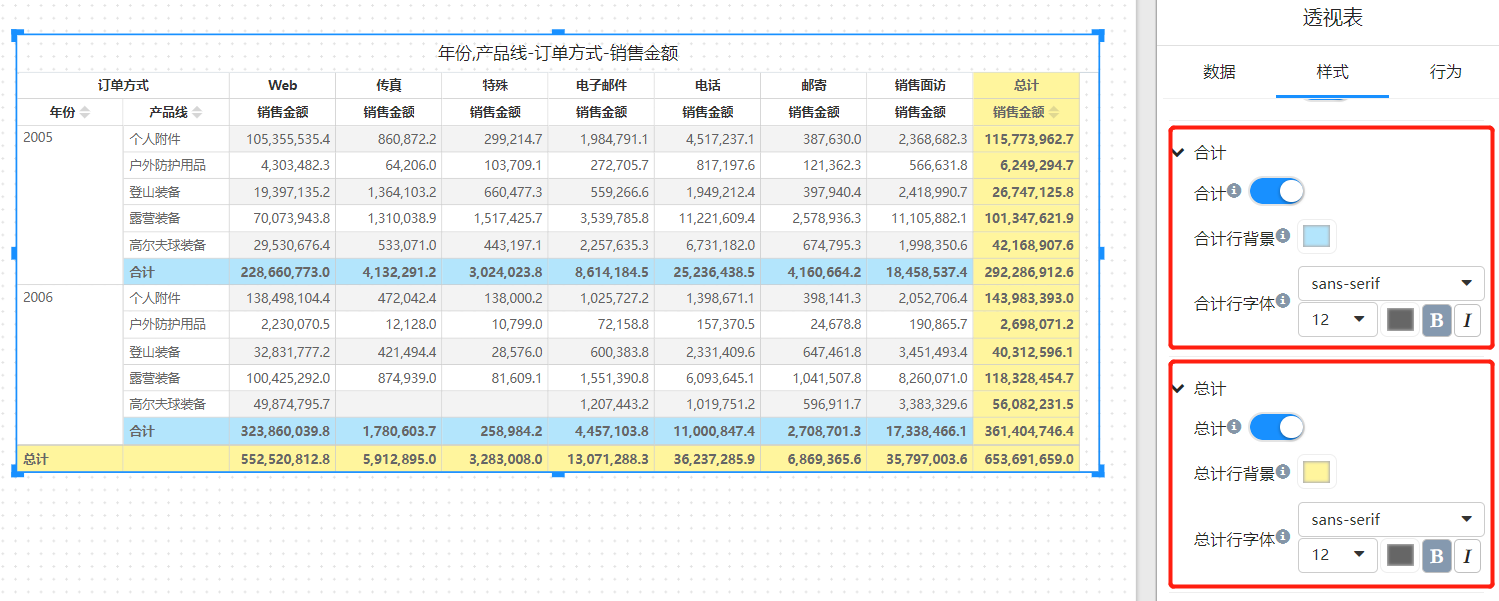 年份,产品线-订单方式-销售金额
订单方式 Web 传真 特殊 电子邮件 电话 邮寄 销售面访 总计
年份 产品线 销售金额 销售金额 销售金额 销售金额 销售金额 销售金额 销售金额 销售金额
2005 个人附件 105,355,535.4 860,872.2 299,214.7 1,984,791.1 4,517,237.1 387,630.0 2,368,682.3 115,773,962.7
户外防护用品 4,303,482.3 64,206.0 103,709.1 272,705.7 817,197.6 121,362.3 566,631.8 6,249,294.7
登山装备 19,397,135.2 1,364,103.2 660,477.3 559,266.6 1,949,212.4 397,940.4 2,418,990.7 26,747,125.8
露营装备 70,073,943.8 1,310,038.9 1,517,425.7 3,539,785.8 11,221,609.4 2,578,936.3 11,105,882.1 101,347,621.9
高尔夫球装备 29,530,676.4 533,071.0 443,197.1 2,257,635.3 6,731,182.0 674,795.3 1,998,350.6 42,168,907.6
合计 228,660,773.0 4,132,291.2 3,024,023.8 8,614,184.5 25,236,438.5 4,160,664.2 18,458,537.4 292,286,912.6
2006 个人附件 138,498,104.4 472,042.4 138,000.2 1,025,727.2 1,398,671.1 398,141.3 2,052,706.4 143,983,393.0
户外防护用品 2,230,070.5 12,128.0 10,799.0 72,158.8 157,370.5 24,678.8 190,865.7 2,698,071.2
登山装备 32,831,777.2 421,494.4 28,576.0 600,383.8 2,331,409.6 647,461.8 3,451,493.4 40,312,596.1
露营装备 100,425,292.0 874,939.0 81,609.1 1,551,390.8 6,093,645.1 1,041,507.8 8,260,071.0 118,328,454.7
高尔夫球装备 49,874,795.7 1,207,443.2 1,019,751.2 596,911.7 3,383,329.6 56,082,231.5
合计 323,860,039.8 1,780,603.7 258,984.2 4,457,103.8 11,000,847.4 2,708,701.3 17,338,466.1 361,404,746.4
总计 552,520,812.8 5,912,895.0 3,283,008.0 13,071,288.3 36,237,285.9 6,869,365.6 35,797,003.6 653,691,659.0
透视表
数据 样式 行为
合计
合计
合计行背景
合计行字体 sans-serif
12 B I
总计
总计
总计行背景
总计行字体 sans-serif
12 B I